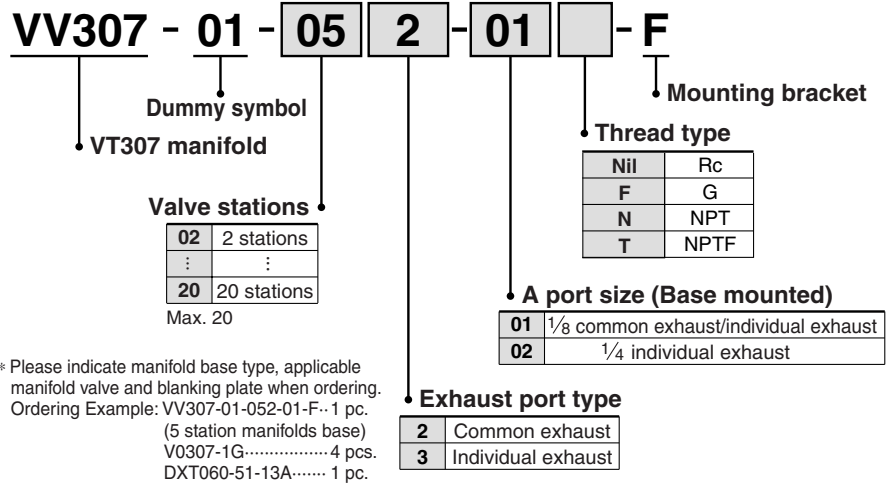 VV307 - 01 - 05 2 - 01 - F
Mounting bracket
Dummy symbol
Thread type
VT307 manifold
Nil Rc
F G
N NPT
T NPTF
Valve stations
02 2 stations
⋮ ⋮
20 20 stations
Max. 20
A port size (Base mounted)
01 1⁄8 common exhaust/individual exhaust
02 1⁄4 individual exhaust
* Please indicate manifold base type, applicable
manifold valve and blanking plate when ordering.
Ordering Example: VV307-01-052-01-F·· 1 pc.
(5 station manifolds base)
V0307-1G················· 4 pcs.
DXT060-51-13A······· 1 pc.
Exhaust port type
2 Common exhaust
3 Individual exhaust